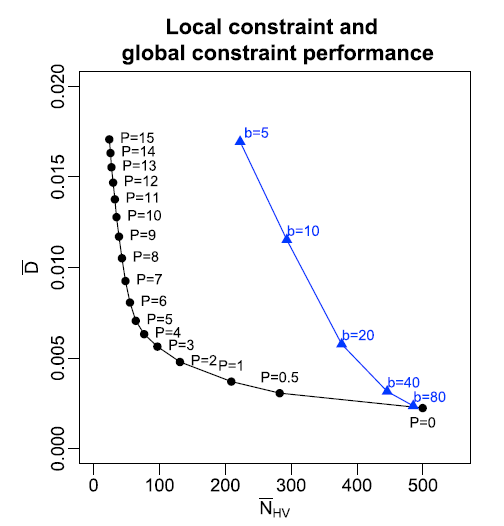 Local constraint and
global constraint performance
0.020
0.015
0.010
0.005
0.000
D̅
P=15
P=14
P=13
P=12
P=11
P=10
P=9
P=8
P=7
P=6
P=5
P=4
P=3
P=2
P=1
P=0.5
P=0
b=5
b=10
b=20
b=40
b=80
0 100 200 300 400 500
N̅HV